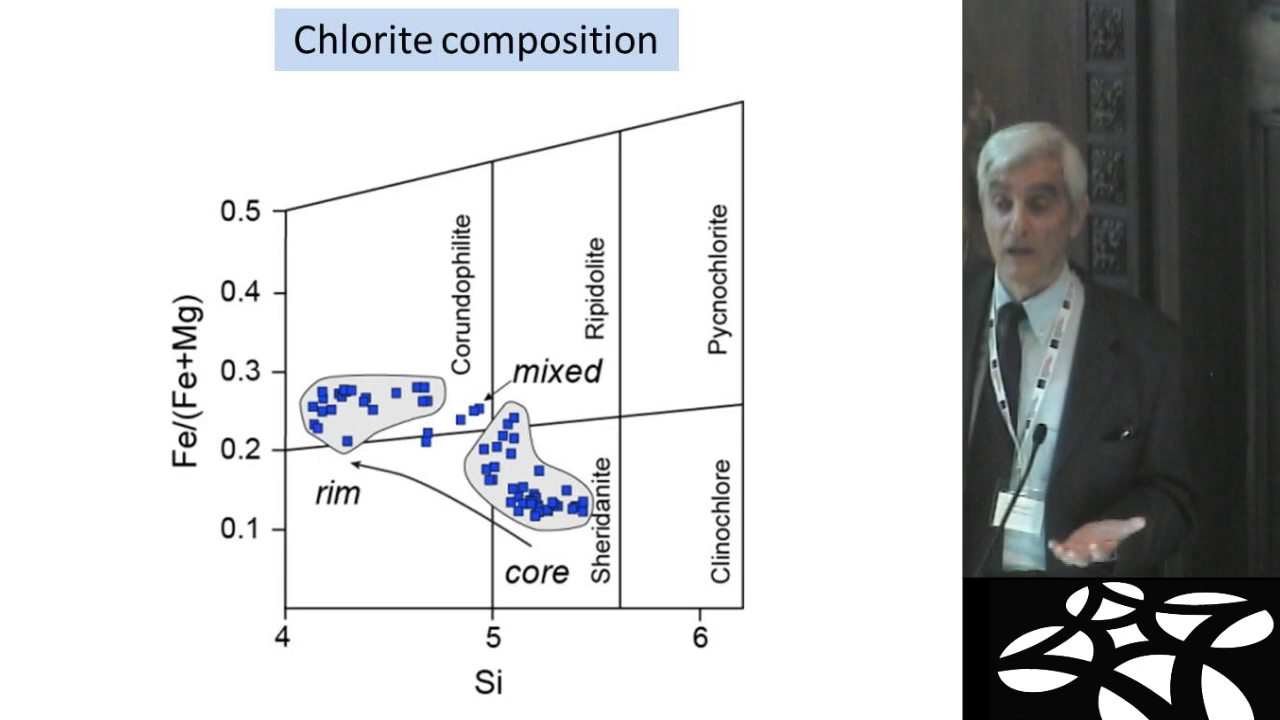 Chlorite composition
0.5
0.4
0.3
0.2
0.1
Fe/(Fe+Mg)
Corundophilite
Ripidolite
Pycnochlorite
mixed
rim
core
Sheridanite
Clinochlore
4
5
6
Si